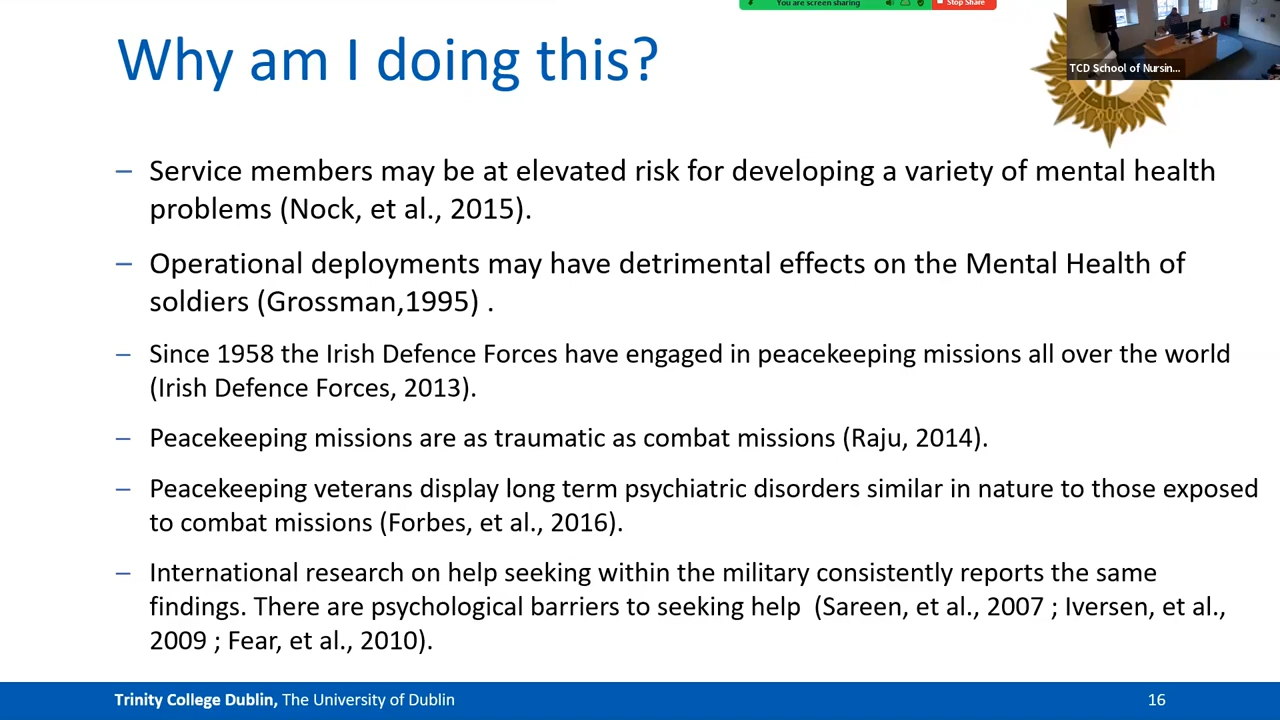 You are screen sharing
Stop Share
Why am I doing this?
TCD School of Nursin...
– Service members may be at elevated risk for developing a variety of mental health
problems (Nock, et al., 2015).
– Operational deployments may have detrimental effects on the Mental Health of
soldiers (Grossman,1995) .
– Since 1958 the Irish Defence Forces have engaged in peacekeeping missions all over the world
(Irish Defence Forces, 2013).
– Peacekeeping missions are as traumatic as combat missions (Raju, 2014).
– Peacekeeping veterans display long term psychiatric disorders similar in nature to those exposed
to combat missions (Forbes, et al., 2016).
– International research on help seeking within the military consistently reports the same
findings. There are psychological barriers to seeking help  (Sareen, et al., 2007 ; Iversen, et al.,
2009 ; Fear, et al., 2010).
Trinity College Dublin, The University of Dublin
16